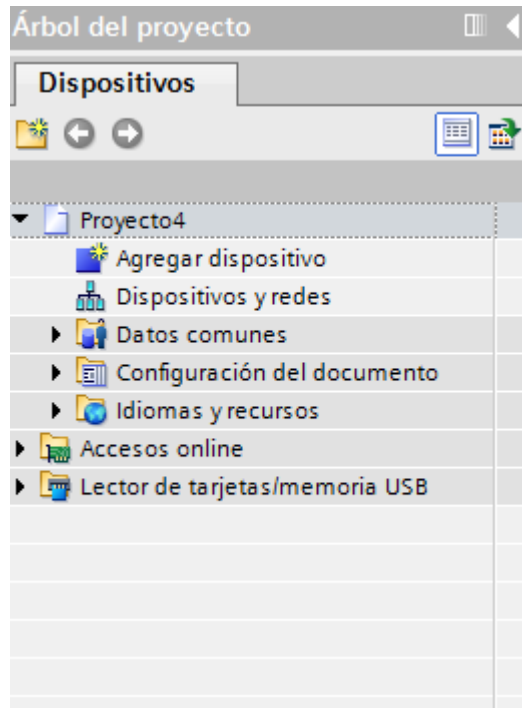 Árbol del proyecto
Dispositivos
Proyecto4
Agregar dispositivo
Dispositivos y redes
Datos comunes
Configuración del documento
Idiomas y recursos
Accesos online
Lector de tarjetas/memoria USB